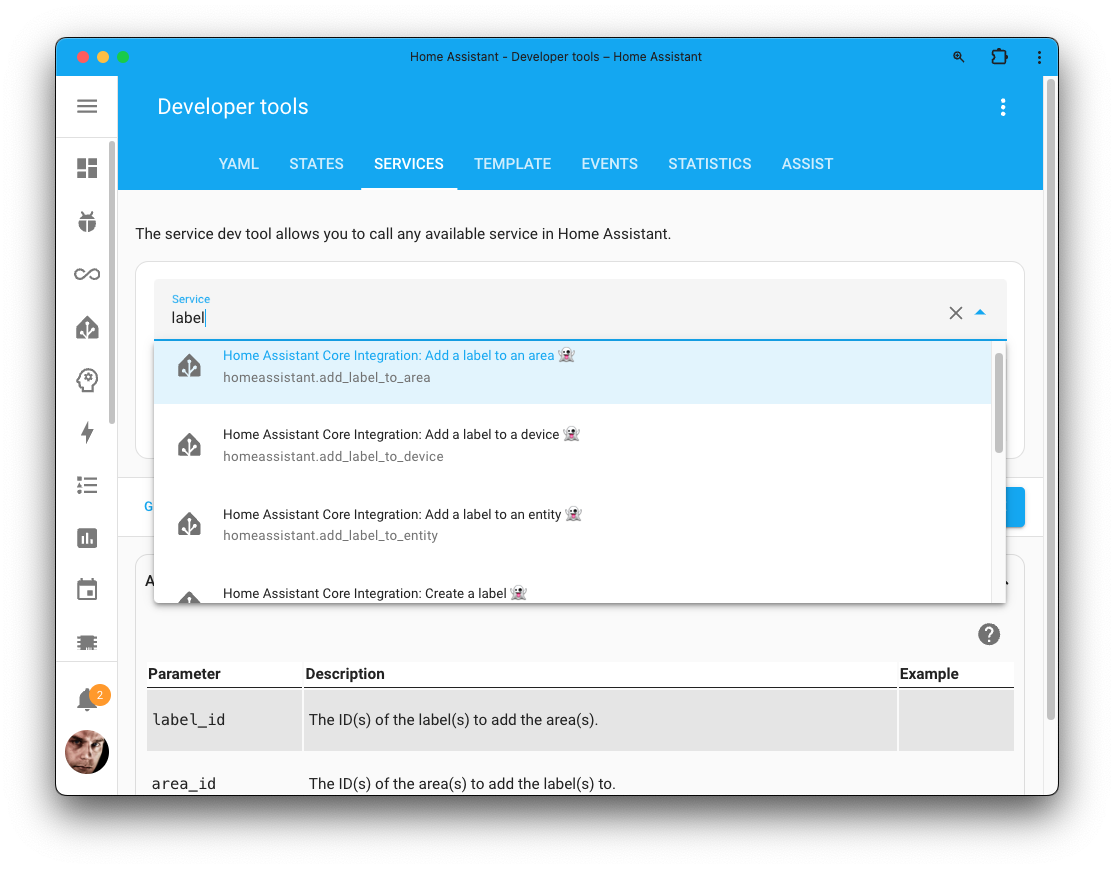 Home Assistant - Developer tools – Home Assistant
Developer tools
YAML STATES SERVICES TEMPLATE EVENTS STATISTICS ASSIST
The service dev tool allows you to call any available service in Home Assistant.
Service
label
Home Assistant Core Integration: Add a label to an area 👻
homeassistant.add_label_to_area
Home Assistant Core Integration: Add a label to a device 👻
homeassistant.add_label_to_device
Home Assistant Core Integration: Add a label to an entity 👻
homeassistant.add_label_to_entity
G
Home Assistant Core Integration: Create a label 👻
A
2
Parameter Description Example
label_id The ID(s) of the label(s) to add the area(s).
area_id The ID(s) of the area(s) to add the label(s) to.